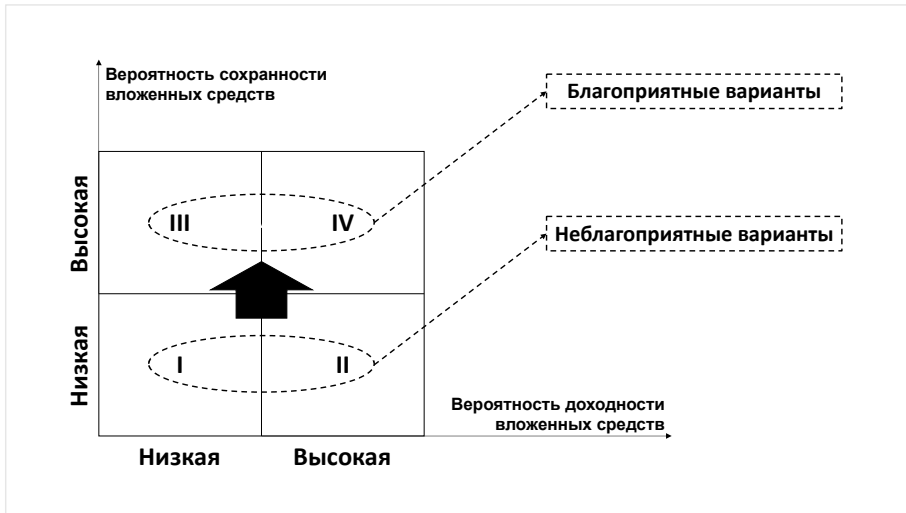 Вероятность сохранности
вложенных средств
Благоприятные варианты
Высокая
III
IV
Неблагоприятные варианты
Низкая
I
II
Вероятность доходности
вложенных средств
Низкая
Высокая